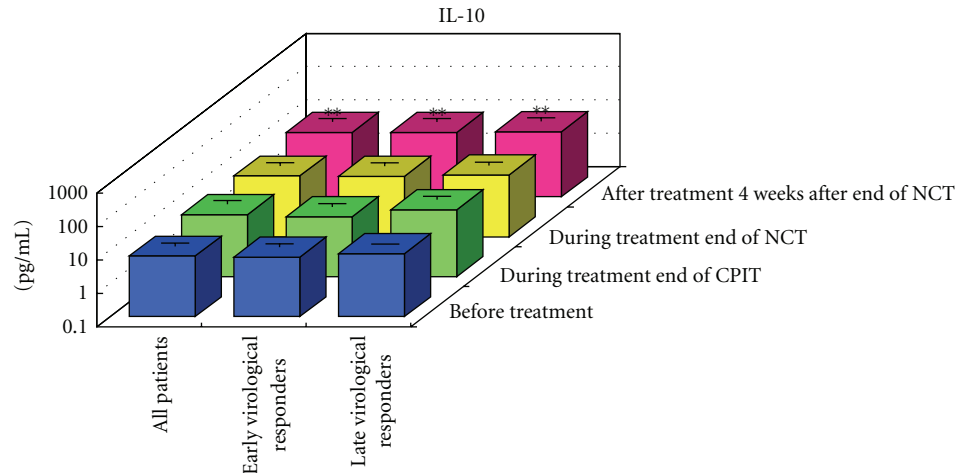 IL-10
**
**
**
1000
100
10
1
0.1
(pg/mL)
After treatment 4 weeks after end of NCT
During treatment end of NCT
During treatment end of CPIT
Before treatment
All patients
Early virological
responders
Late virological
responders